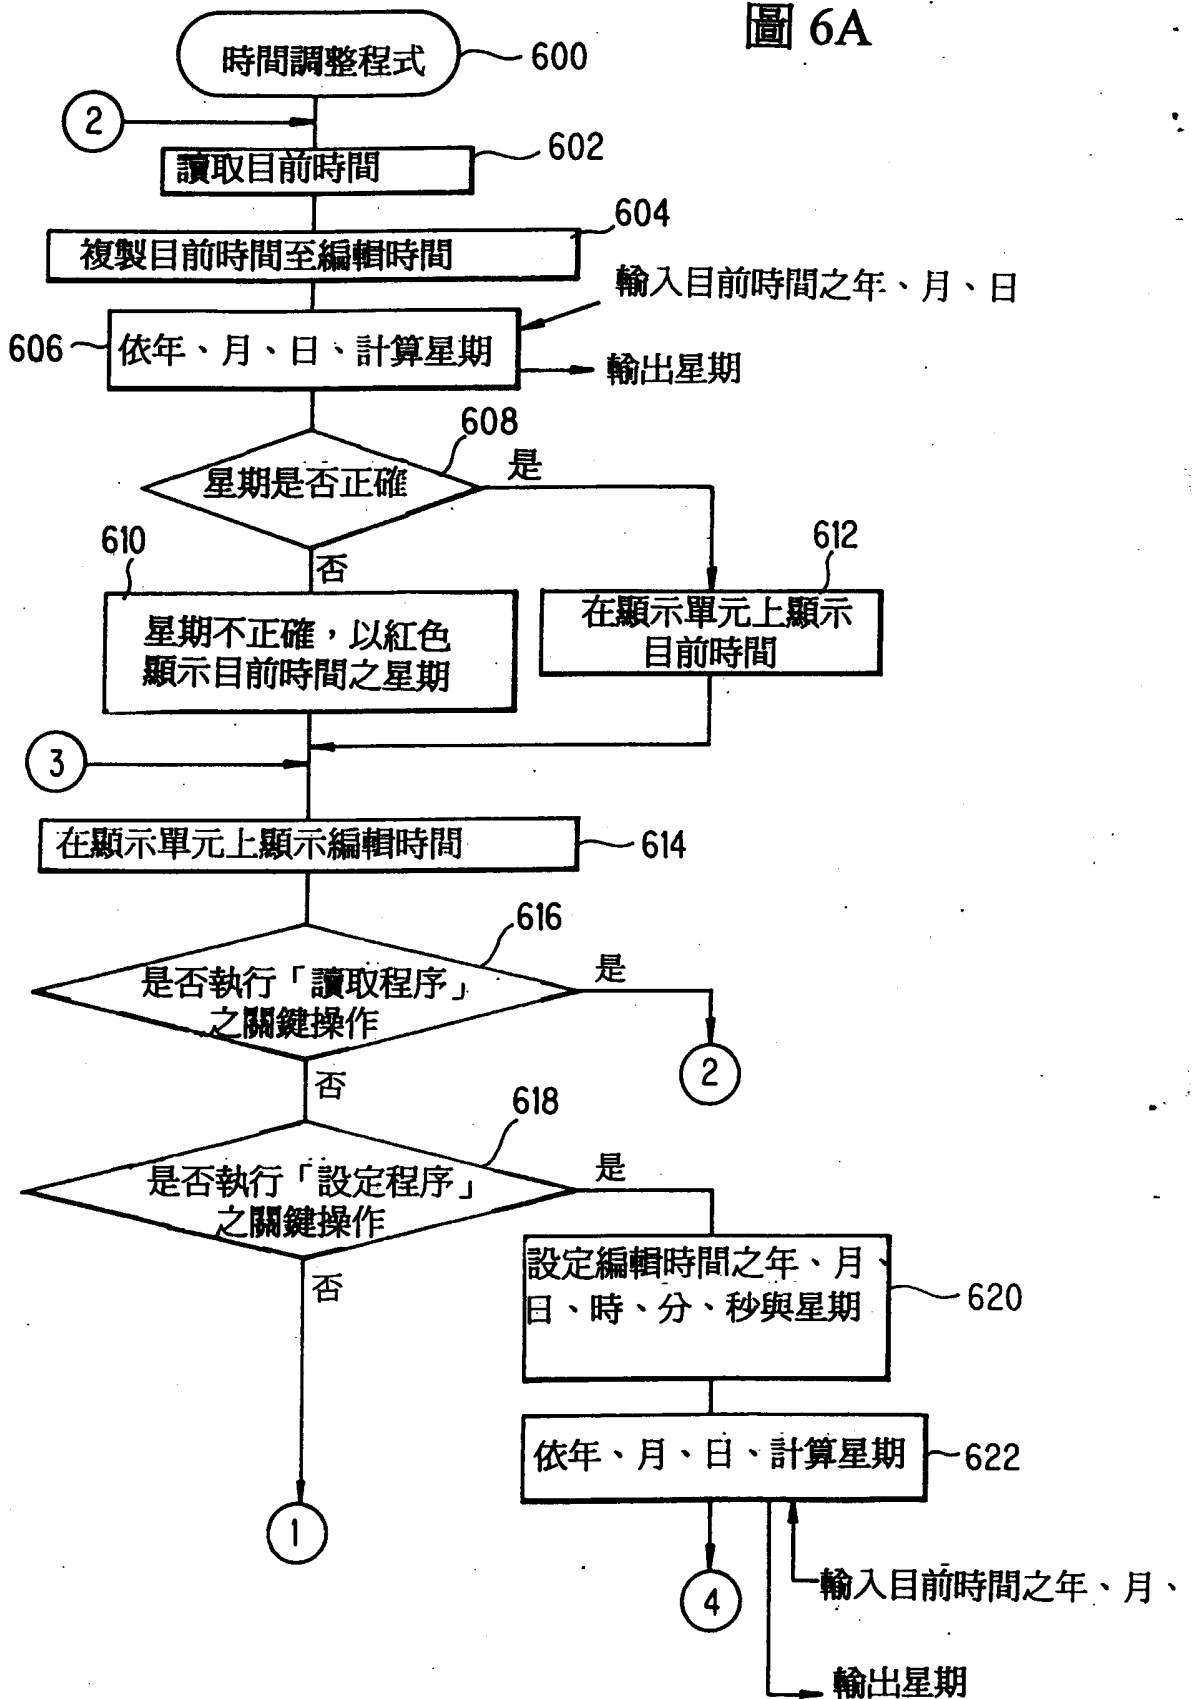 圖 6A
時間調整程式
600
2
讀取目前時間
602
604
複製目前時間至編輯時間
輸入目前時間之年、月、日
606
依年、月、日、計算星期
輸出星期
608
星期是否正確
是
610
否
612
星期不正確，以紅色
顯示目前時間之星期
在顯示單元上顯示
目前時間
3
在顯示單元上顯示編輯時間
614
616
是否執行「讀取程序」
之關鍵操作
是
2
否
618
是否執行「設定程序」
之關鍵操作
是
否
設定編輯時間之年、月、
日、時、分、秒與星期
620
依年、月、日、計算星期
622
1
4
輸入目前時間之年、月、
輸出星期